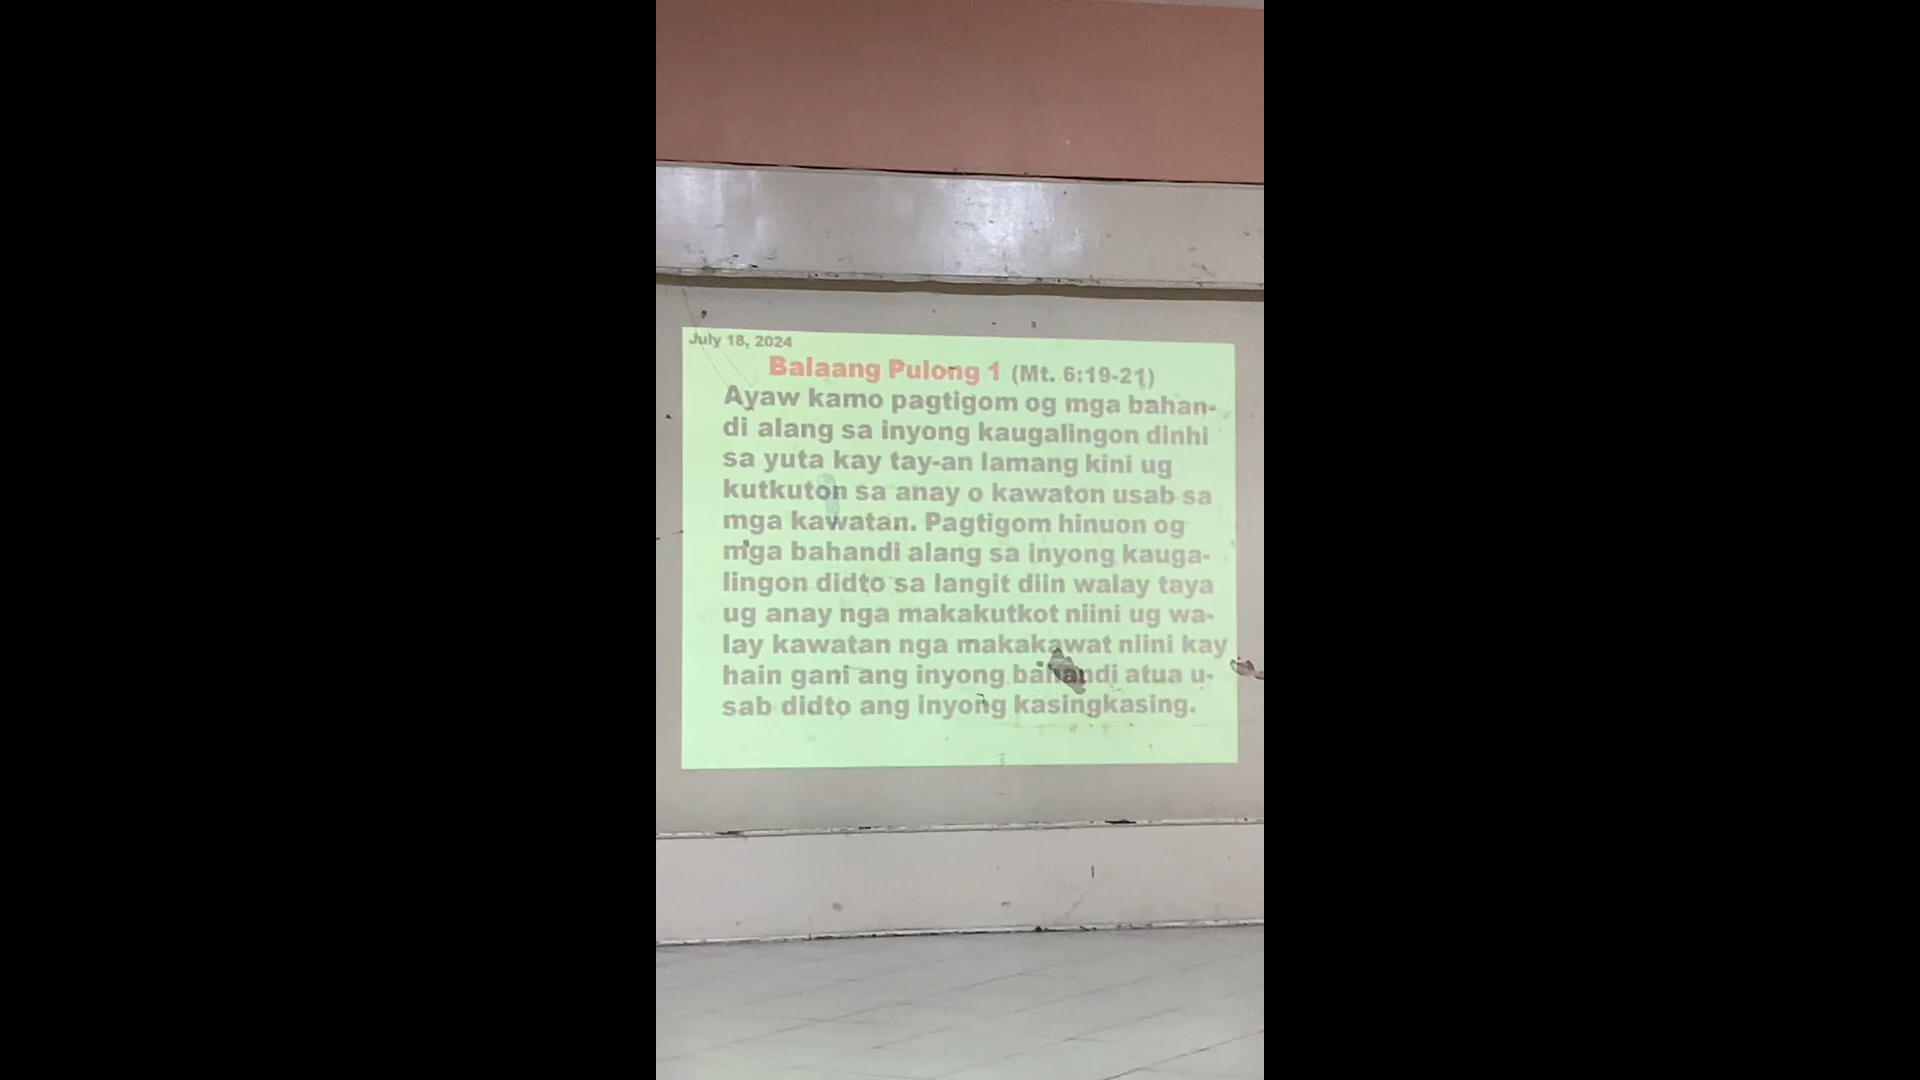 July 18, 2024
Balaang Pulong 1 (Mt. 6:19-21)
Ayaw kamo pagtigom og mga bahan-
di alang sa inyong kaugalingon dinhi
sa yuta kay tay-an lamang kini ug
kutkuton sa anay o kawaton usab sa
mga kawatan. Pagtigom hinuon og
mga bahandi alang sa inyong kauga-
lingon didto sa langit diin walay taya
ug anay nga makakutkot niini ug wa-
lay kawatan nga makakawat niini kay
hain gani ang inyong bahandi atua u-
sab didto ang inyong kasingkasing.